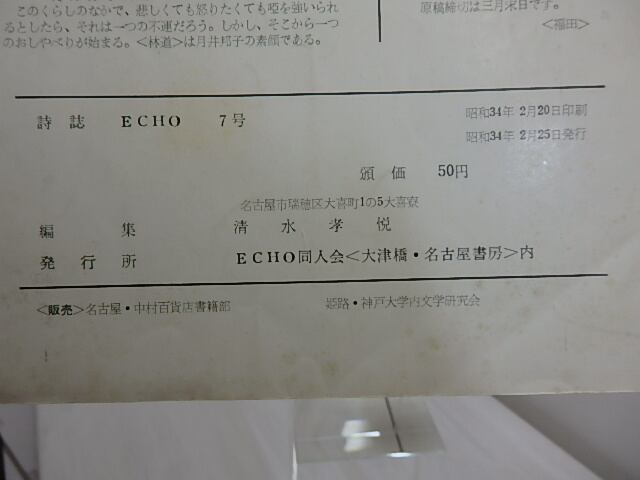 このくらしのなかで、悲しくても怒りたくても啞を強いられ
るとしたら、それは一つの不運だろう。しかし、そこから一つ
のおしゃべりが始まる。＜林道＞は月井邦子の素顔である。
原稿締切は三月末日です。
＜福田＞
詩誌 ECHO 7号
昭和34年 2月20日印刷
昭和34年 2月25日発行
頒価 50円
名古屋市瑞穂区大喜町1の5大喜寮
編集 清水孝悦
発行所 ECHO同人会＜大津橋・名古屋書房＞内
＜販売＞名古屋・中村百貨店書籍部 姫路・神戸大学内文学研究会